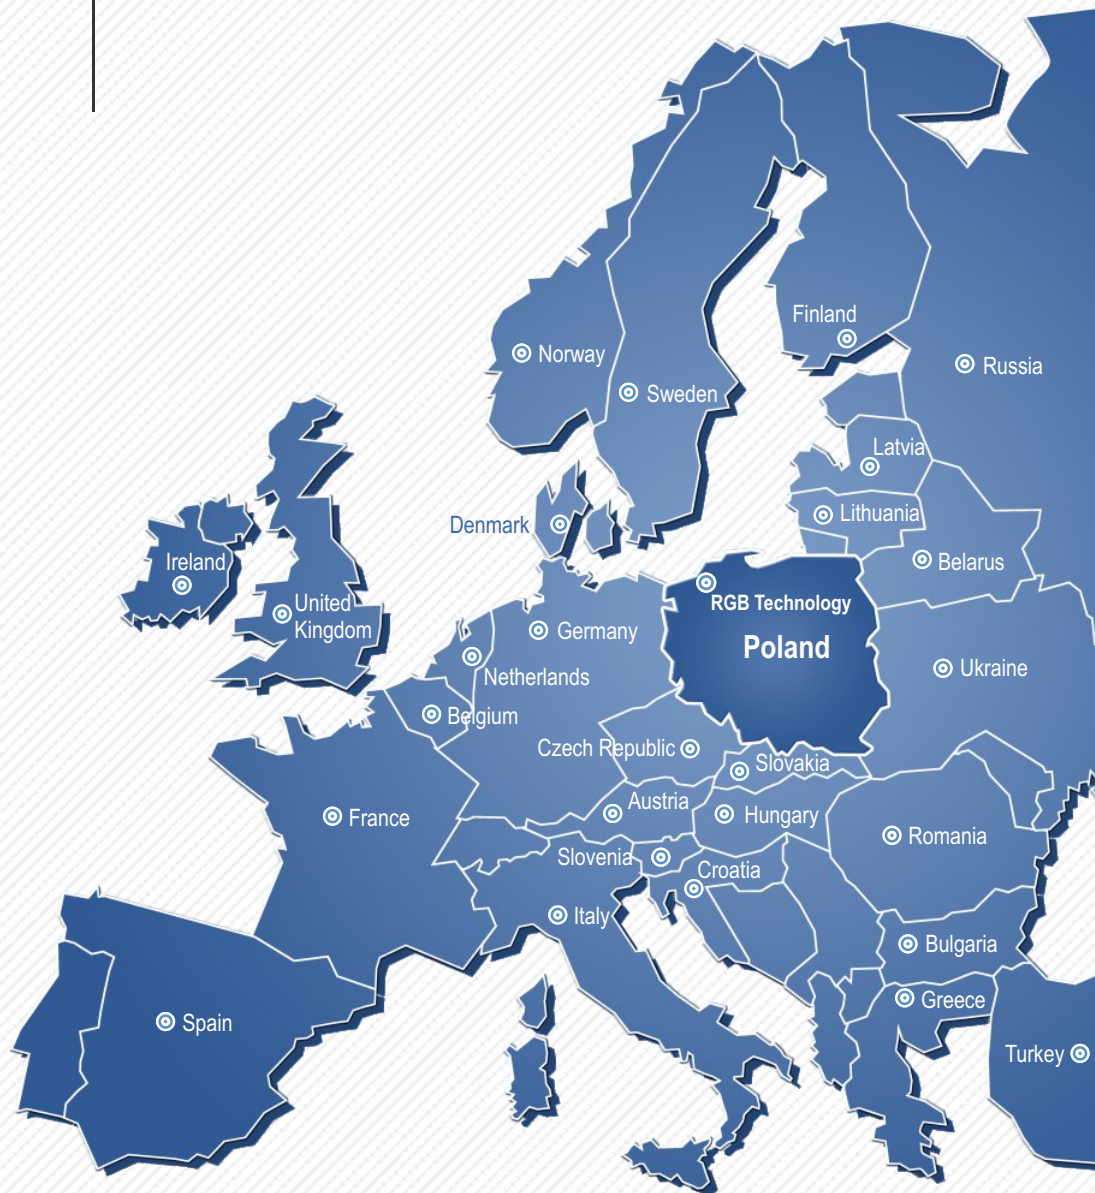 Finland
Norway
Russia
Sweden
Latvia
Lithuania
Denmark
Ireland
Belarus
RGB Technology
United
Kingdom
Germany
Poland
Ukraine
Netherlands
Belgium
Czech Republic
Slovakia
Austria
France
Hungary
Romania
Slovenia
Croatia
Italy
Bulgaria
Greece
Spain
Turkey